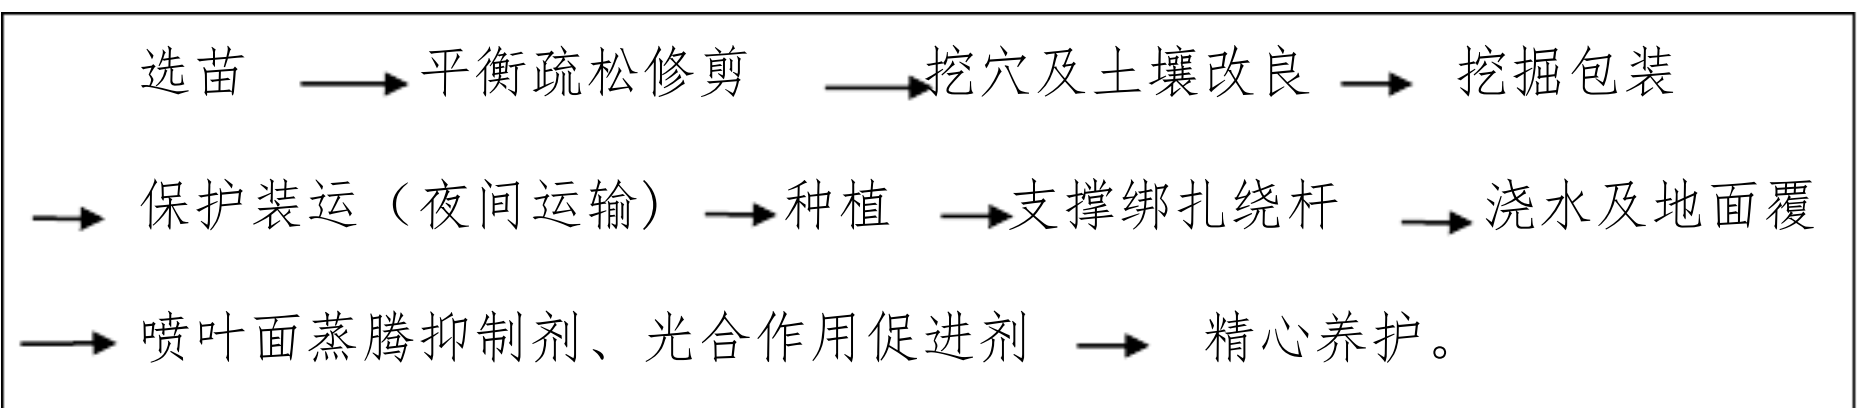 选苗 → 平衡疏松修剪 → 挖穴及土壤改良 → 挖掘包装
→ 保护装运（夜间运输） → 种植 → 支撑绑扎绕杆 → 浇水及地面覆
→ 喷叶面蒸腾抑制剂、光合作用促进剂 → 精心养护。